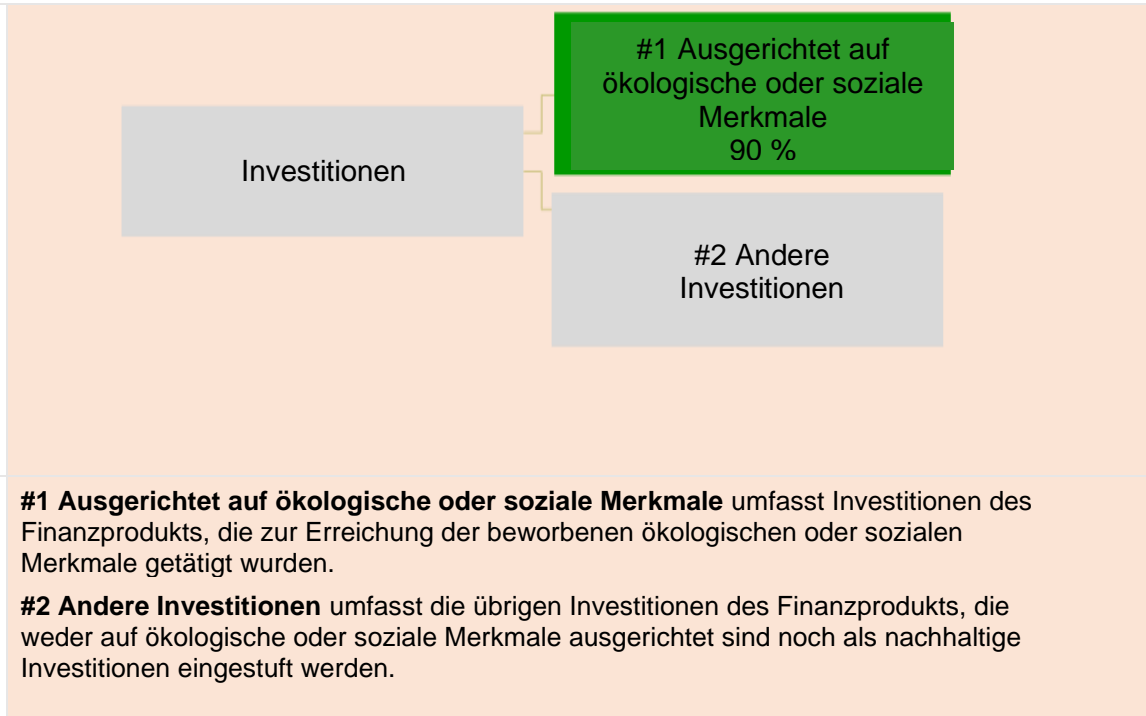 #1 Ausgerichtet auf
ökologische oder soziale
Merkmale
90 %
Investitionen
#2 Andere
Investitionen
#1 Ausgerichtet auf ökologische oder soziale Merkmale umfasst Investitionen des
Finanzprodukts, die zur Erreichung der beworbenen ökologischen oder sozialen
Merkmale getätigt wurden.
#2 Andere Investitionen umfasst die übrigen Investitionen des Finanzprodukts, die
weder auf ökologische oder soziale Merkmale ausgerichtet sind noch als nachhaltige
Investitionen eingestuft werden.